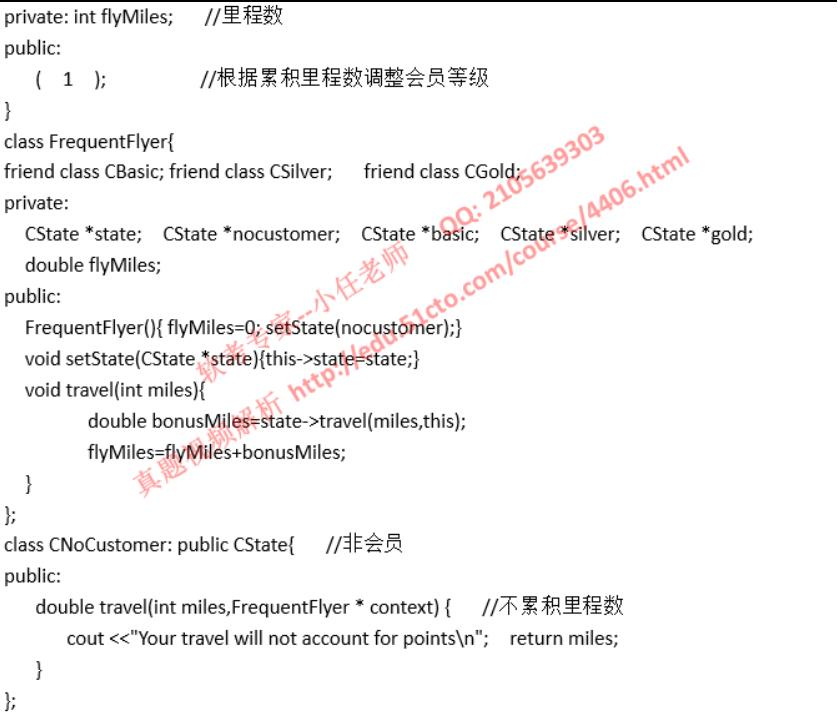 private: int flyMiles;      //里程数
public:
(   1   );      //根据累积里程数调整会员等级
}
class FrequentFlyer{
friend class CBasic; friend class CSilver;      friend class CGold;
private:
CState *state;    CState *nocustomer;    CState *basic;    CState *silver;    CState *gold;
double flyMiles;
public:
FrequentFlyer(){ flyMiles=0; setState(nocustomer);}
void setState(CState *state){this->state=state;}
void travel(int miles){
double bonusMiles=state->travel(miles,this);
flyMiles=flyMiles+bonusMiles;
}
};
class CNoCustomer: public CState{      //非会员
public:
double travel(int miles,FrequentFlyer * context) {      //不累积里程数
cout <<"Your travel will not account for points\n";    return miles;
}
};
软考专家--小任老师 QQ: 2105639303
真题视频解析 http://edu.51cto.com/course/4406.html